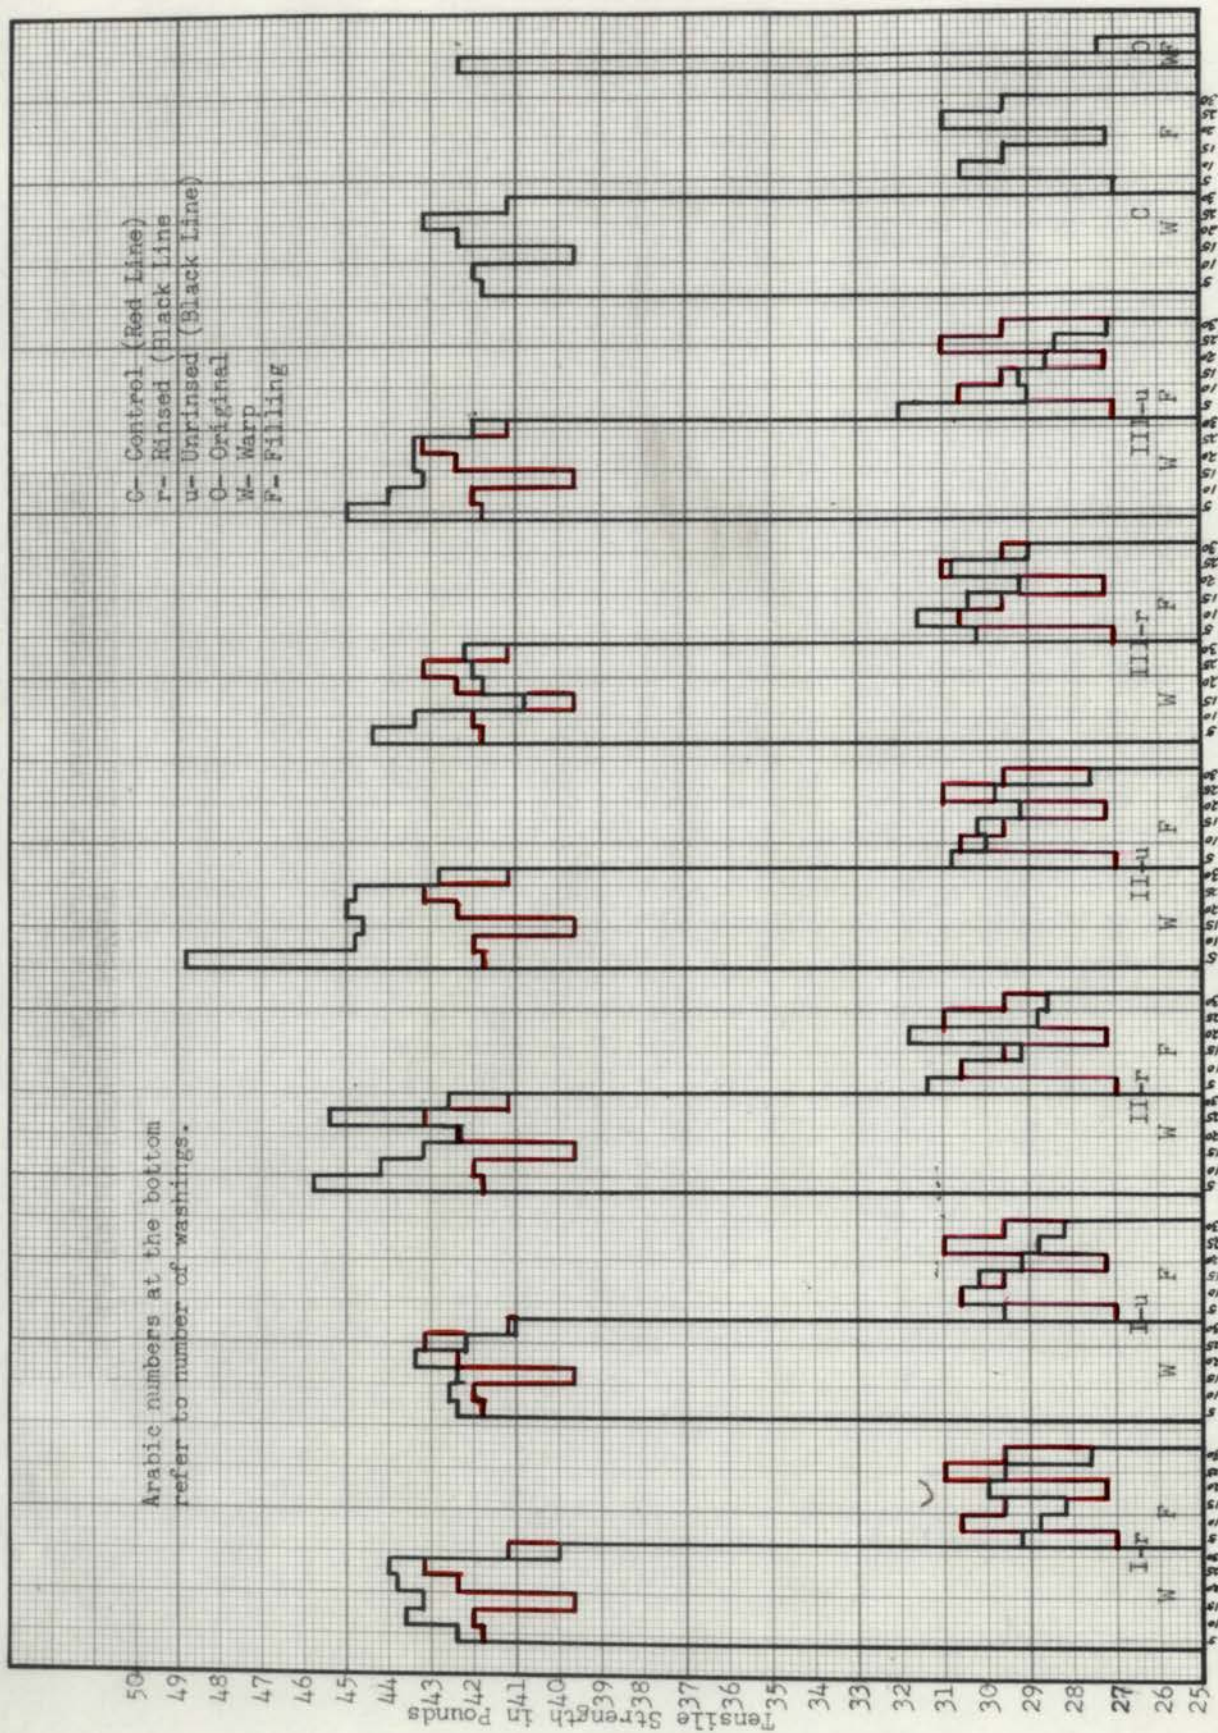 Arabic numbers at the bottom
refer to number of washings.
C- Control (Red Line)
r- Rinsed (Black Line
u- Unrinsed (Black Line)
O- Original
W- Warp
F- Filling
Tensile Strength in Pounds
50
49
48
47
46
45
44
43
42
41
40
39
38
37
36
35
34
33
32
31
30
29
28
27
26
25
I-r I-u II-r II-u III-r III-u C O
W F W F W F W F W F W F W F W F